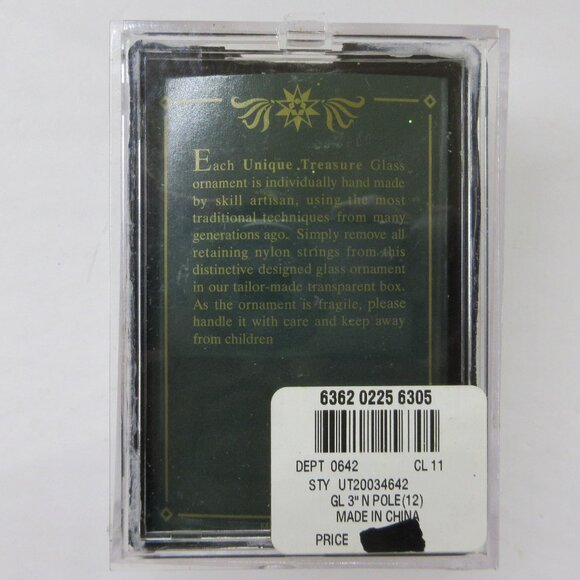 Each Unique Treasure Glass
ornament is individually hand made
by skill artisan, using the most
traditional techniques from many
generations ago. Simply remove all
retaining nylon strings from this
distinctive designed glass ornament
in our tailor-made transparent box.
As the ornament is fragile, please
handle it with care and keep away
from children
6362 0225 6305
DEPT 0642 CL 11
STY UT20034642
GL 3" N POLE(12)
MADE IN CHINA
PRICE